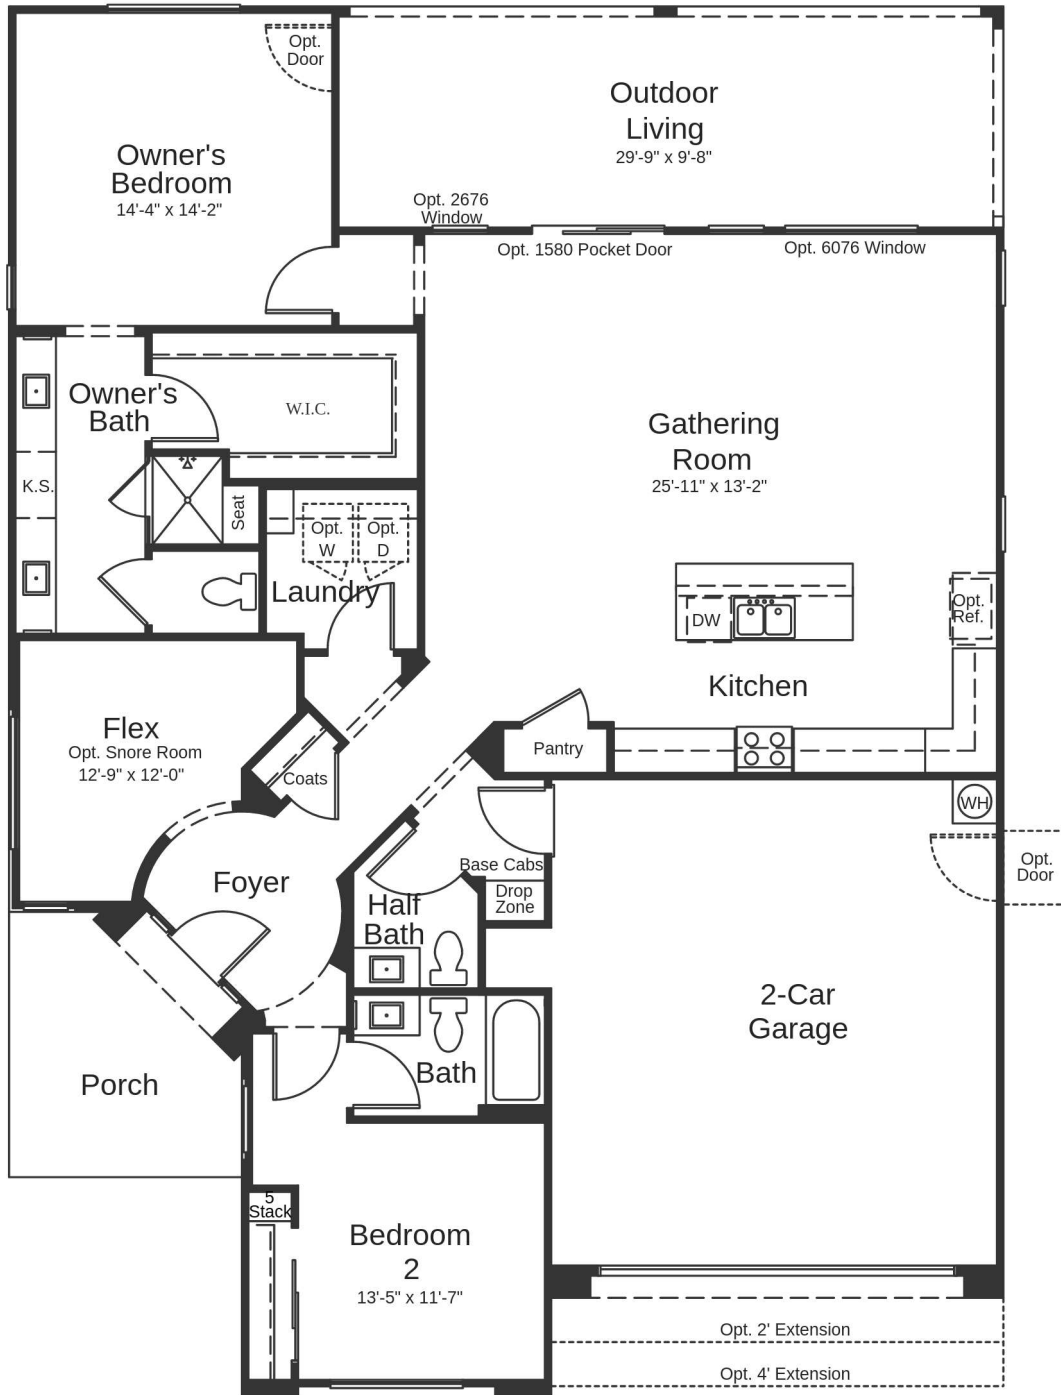 Opt.
Door
Outdoor
Living
29'-9" x 9'-8"
Owner's
Bedroom
14'-4" x 14'-2"
Opt. 2676
Window
Opt. 1580 Pocket Door
Opt. 6076 Window
Owner's
Bath
W.I.C.
Gathering
Room
25'-11" x 13'-2"
K.S.
Seat
Opt.
W
Opt.
D
Laundry
DW
Opt.
Ref.
Kitchen
Flex
Opt. Snore Room
12'-9" x 12'-0"
Coats
Pantry
WH
Opt.
Door
Base Cabs
Drop
Zone
Foyer
Half
Bath
2-Car
Garage
Bath
Porch
5
Stack
Bedroom
2
13'-5" x 11'-7"
Opt. 2' Extension
Opt. 4' Extension